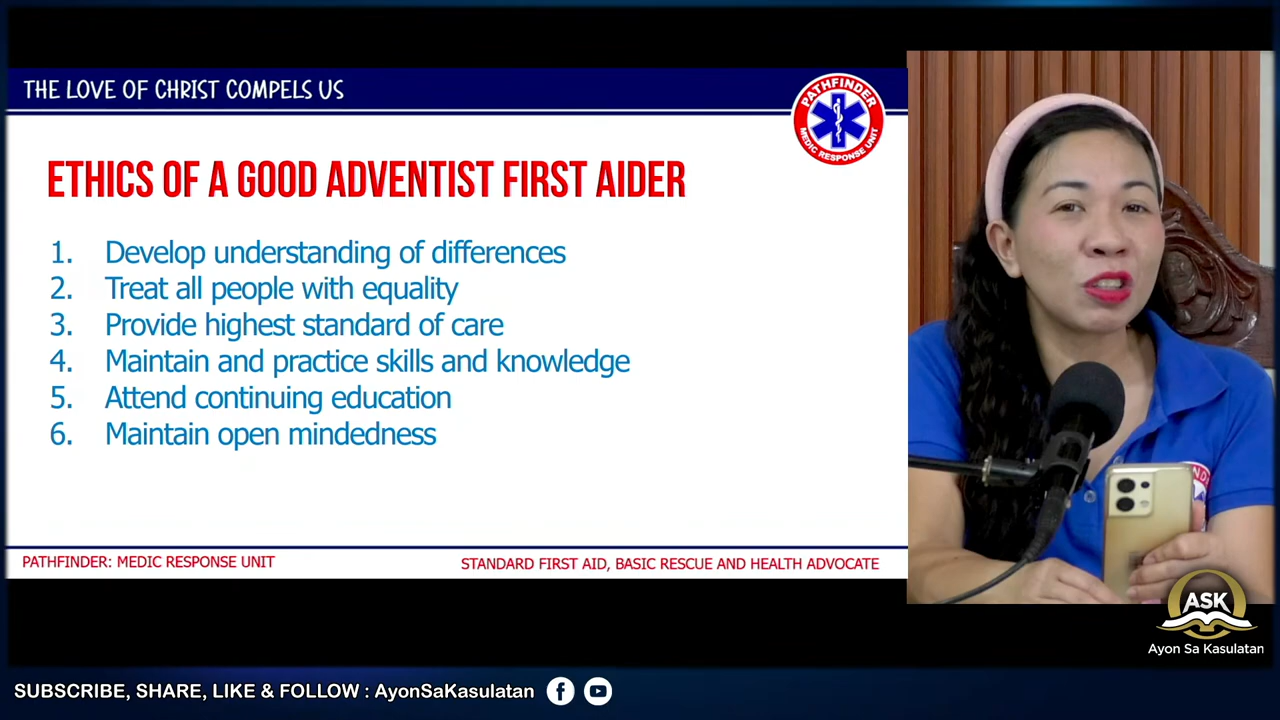 THE LOVE OF CHRIST COMPELS US
PATHFINDER
MEDIC RESPONSE UNIT
ETHICS OF A GOOD ADVENTIST FIRST AIDER
1. Develop understanding of differences
2. Treat all people with equality
3. Provide highest standard of care
4. Maintain and practice skills and knowledge
5. Attend continuing education
6. Maintain open mindedness
PATHFINDER: MEDIC RESPONSE UNIT
STANDARD FIRST AID, BASIC RESCUE AND HEALTH ADVOCATE
ASK
Ayon Sa Kasulatan
SUBSCRIBE, SHARE, LIKE & FOLLOW : AyonSaKasulatan